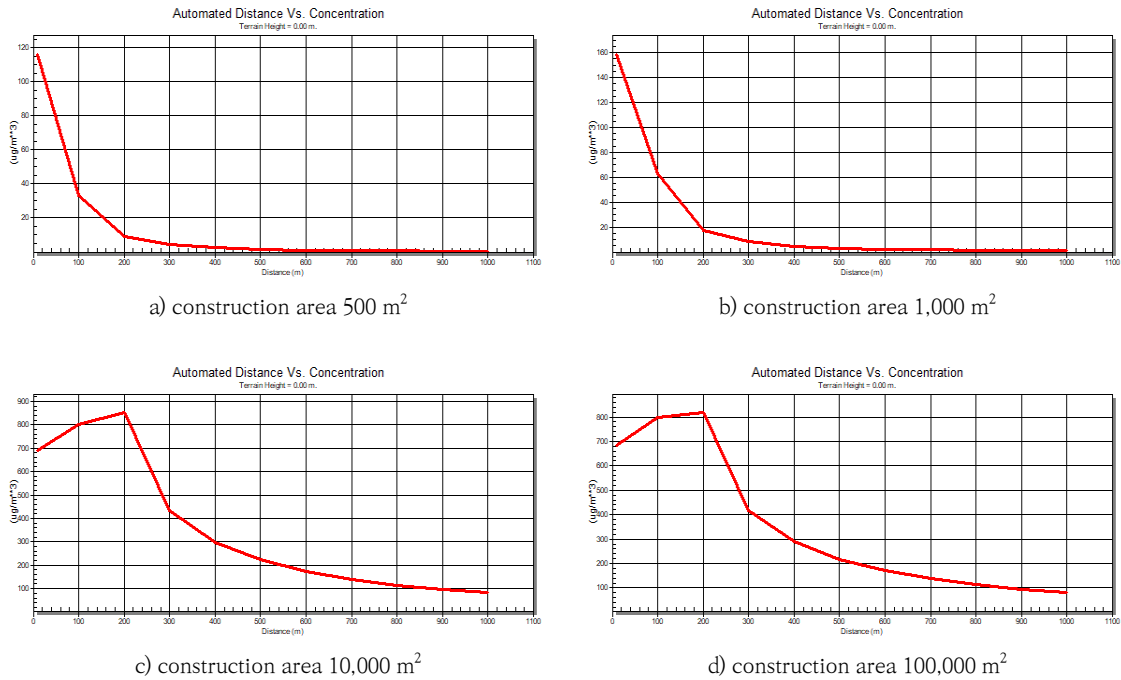 Automated Distance Vs. Concentration
Terrain Height = 0.00 m.
(ug/m**3)
120
100
80
60
40
20
0 100 200 300 400 500 600 700 800 900 1000 1100
Distance (m)
a) construction area 500 m²
Automated Distance Vs. Concentration
Terrain Height = 0.00 m.
(ug/m**3)
160
140
120
100
80
60
40
20
0 100 200 300 400 500 600 700 800 900 1000 1100
Distance (m)
b) construction area 1,000 m²
Automated Distance Vs. Concentration
Terrain Height = 0.00 m.
(ug/m**3)
900
800
700
600
500
400
300
200
100
0 100 200 300 400 500 600 700 800 900 1000 1100
Distance (m)
c) construction area 10,000 m²
Automated Distance Vs. Concentration
Terrain Height = 0.00 m.
(ug/m**3)
800
700
600
500
400
300
200
100
0 100 200 300 400 500 600 700 800 900 1000 1100
Distance (m)
d) construction area 100,000 m²